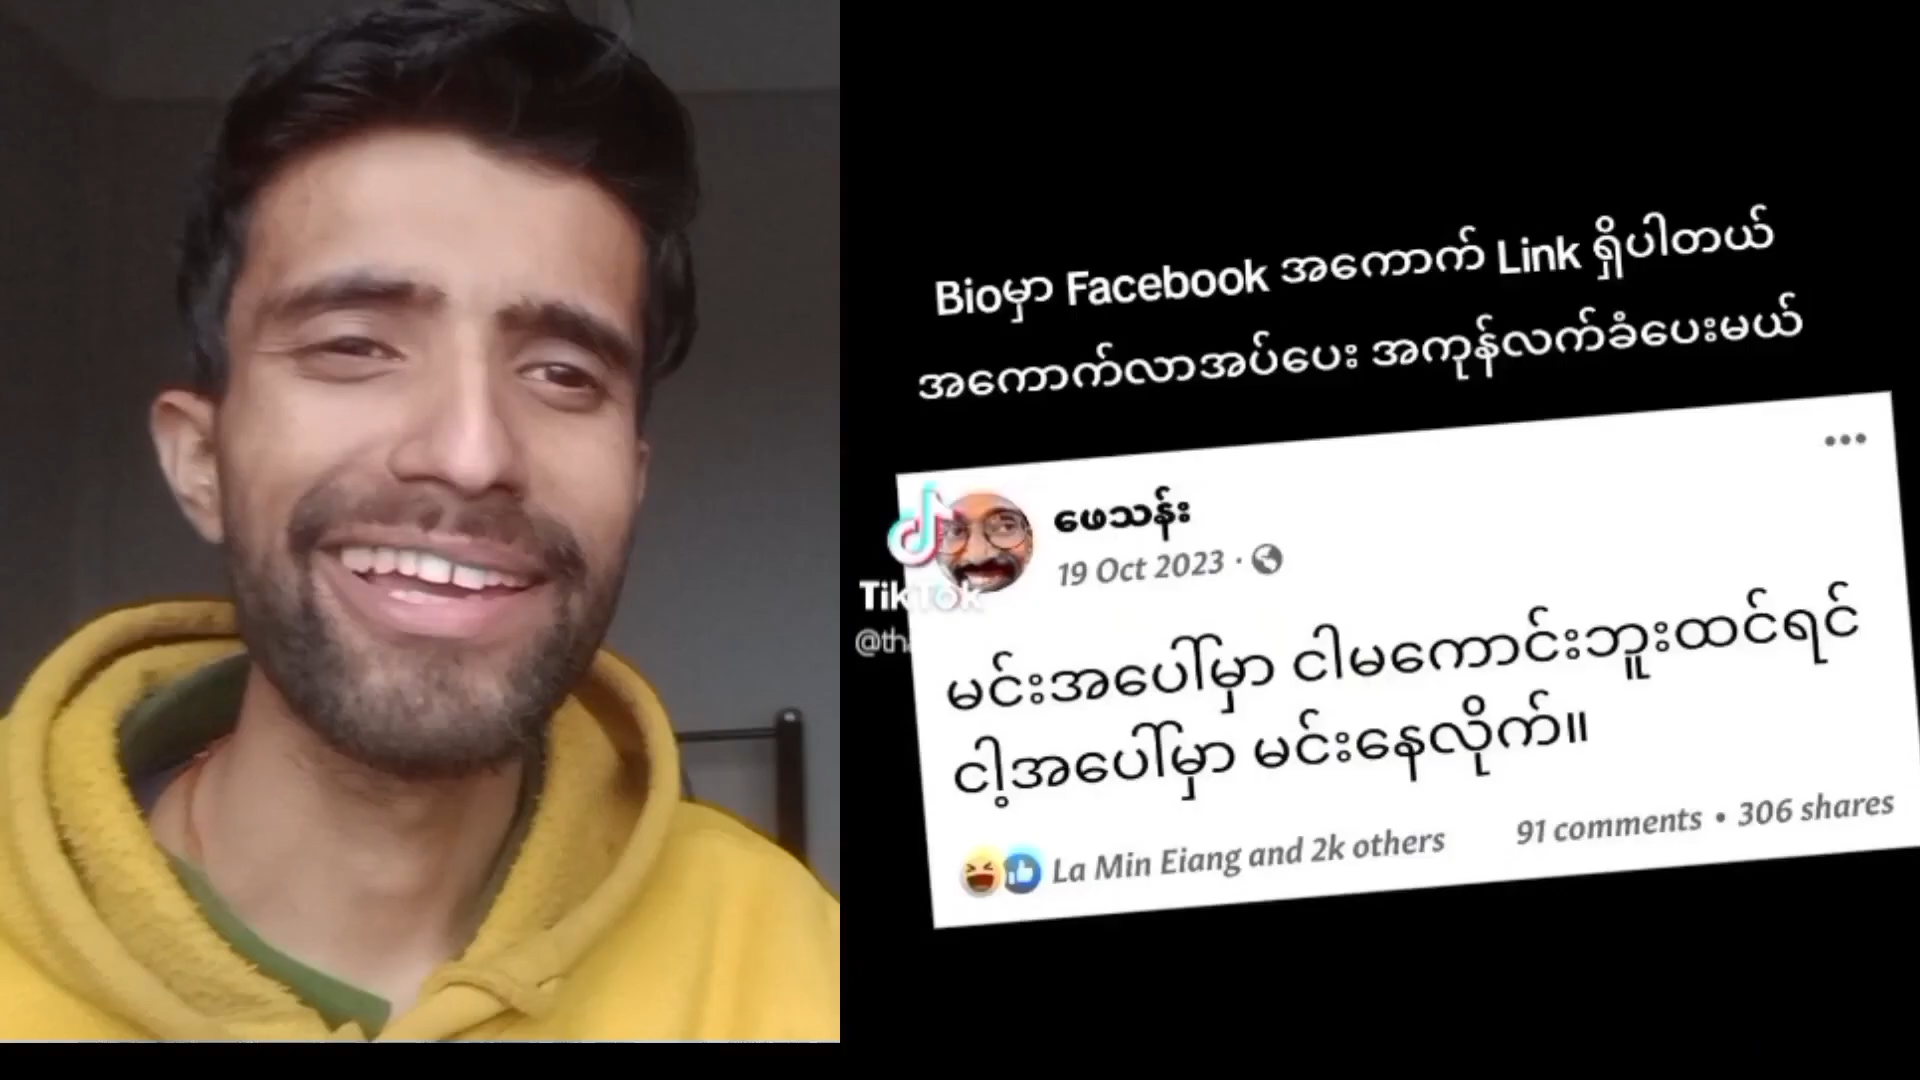 Bioမှာ Facebook အကောက် Link ရှိပါတယ်
အကောက်လာအပ်ပေး အကုန်လက်ခံပေးမယ်
ဖေသန်း
19 Oct 2023
TikTok
@th
မင်းအပေါ်မှာ ငါမကောင်းဘူးထင်ရင်
ငါ့အပေါ်မှာ မင်းနေလိုက်။
La Min Eiang and 2k others
91 comments • 306 shares